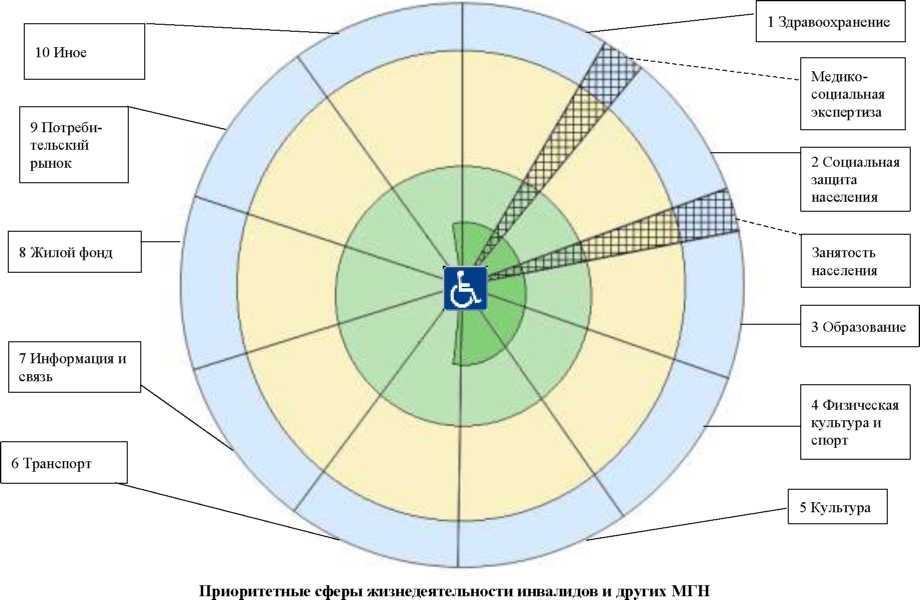 1 Здравоохранение
Медико-
социальная
экспертиза
2 Социальная
защита
населения
Занятость
населения
3 Образование
4 Физическая
культура и
спорт
5 Культура
6 Транспорт
7 Информация и
связь
8 Жилой фонд
9 Потреби-
тельский
рынок
10 Иное
Приоритетные сферы жизнедеятельности инвалидов и других МГН